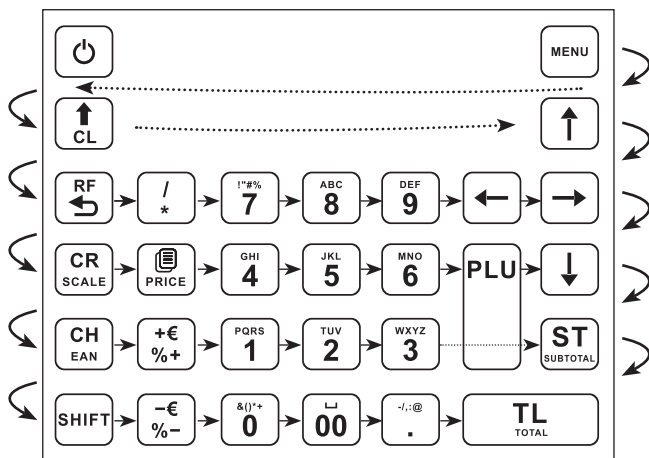 MENU
CL
RF / * !"#% 7 ABC 8 DEF 9
CR SCALE PRICE GHI 4 JKL 5 MNO 6 PLU
CH EAN +€ %+ PQRS 1 TUV 2 WXYZ 3 ST SUBTOTAL
SHIFT −€ %− &()*+ 0 00 -/,:@ . TL TOTAL